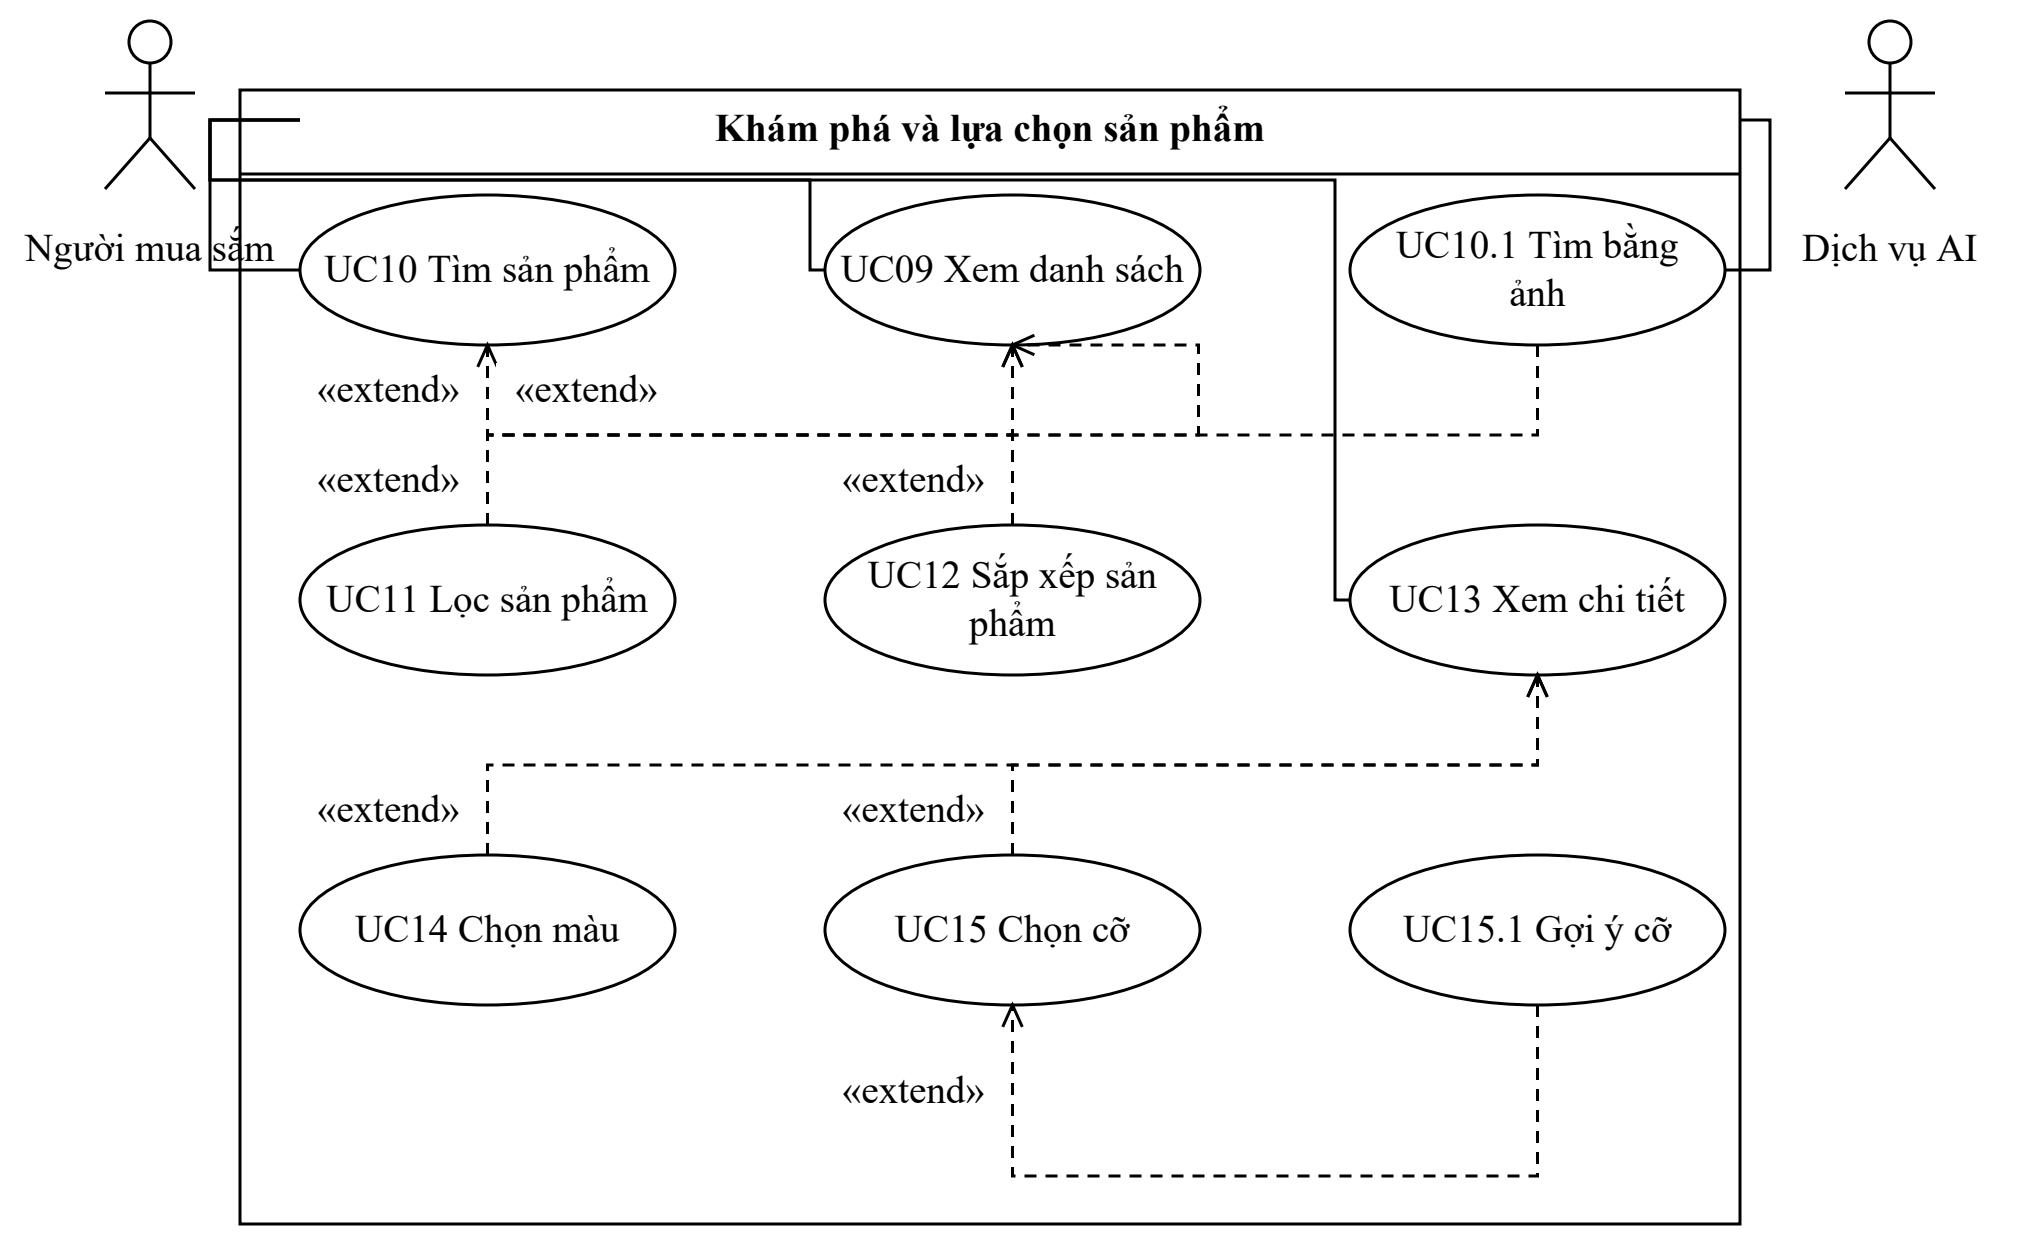 Khám phá và lựa chọn sản phẩm
Người mua sắm
Dịch vụ AI
UC10 Tìm sản phẩm
UC09 Xem danh sách
UC10.1 Tìm bằng
ảnh
«extend»
«extend»
«extend»
«extend»
UC11 Lọc sản phẩm
UC12 Sắp xếp sản
phẩm
UC13 Xem chi tiết
«extend»
«extend»
UC14 Chọn màu
UC15 Chọn cỡ
UC15.1 Gợi ý cỡ
«extend»